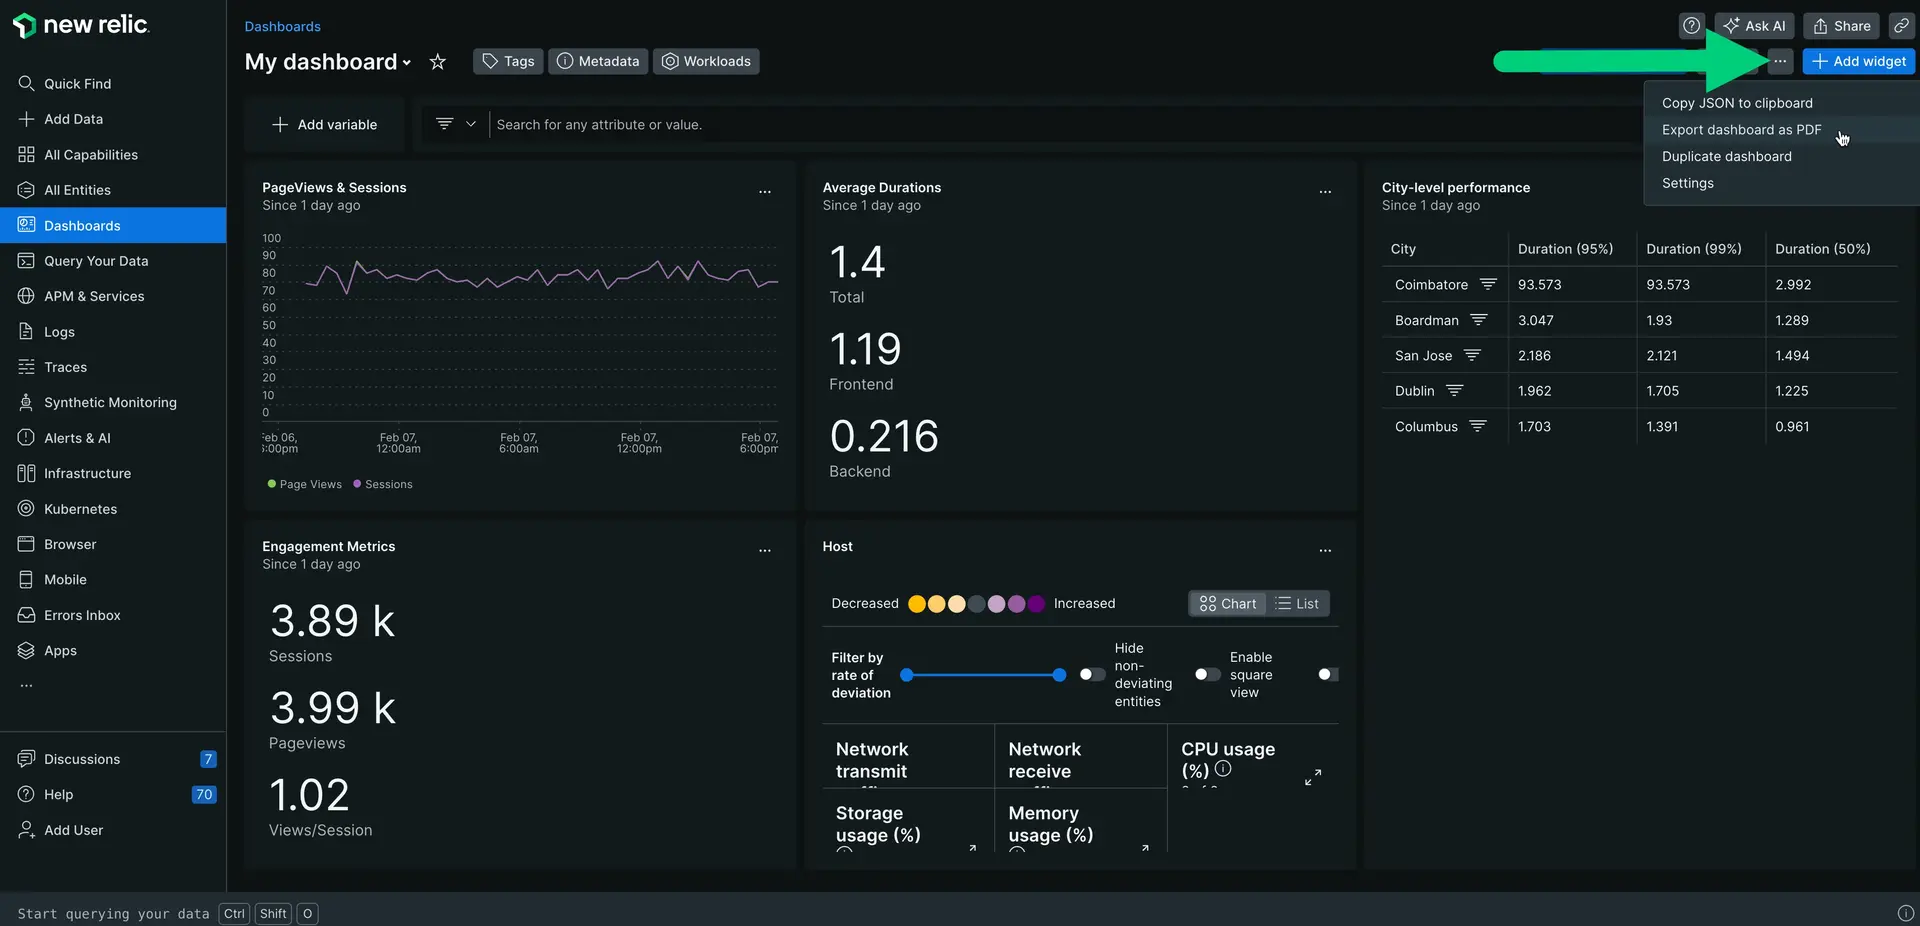 new relic.
Quick Find
Add Data
All Capabilities
All Entities
Dashboards
Query Your Data
APM & Services
Logs
Traces
Synthetic Monitoring
Alerts & AI
Infrastructure
Kubernetes
Browser
Mobile
Errors Inbox
Apps
...
Discussions 7
Help 70
Add User
Dashboards
My dashboard
Tags
Metadata
Workloads
Ask AI
Share
...
Add widget
Copy JSON to clipboard
Export dashboard as PDF
Duplicate dashboard
Settings
Add variable
Search for any attribute or value.
PageViews & Sessions
Since 1 day ago
100
90
80
70
60
50
40
30
20
10
0
Feb 06,
:00pm
Feb 07,
12:00am
Feb 07,
6:00am
Feb 07,
12:00pm
Feb 07,
6:00pm
Page Views Sessions
Average Durations
Since 1 day ago
1.4
Total
1.19
Frontend
0.216
Backend
City-level performance
Since 1 day ago
City Duration (95%) Duration (99%) Duration (50%)
Coimbatore 93.573 93.573 2.992
Boardman 3.047 1.93 1.289
San Jose 2.186 2.121 1.494
Dublin 1.962 1.705 1.225
Columbus 1.703 1.391 0.961
Engagement Metrics
Since 1 day ago
3.89 k
Sessions
3.99 k
Pageviews
1.02
Views/Session
Host
Decreased Increased
Chart List
Filter by
rate of
deviation
Hide
non-
deviating
entities
Enable
square
view
Network
transmit
Network
receive
CPU usage
(%)
Storage
usage (%)
Memory
usage (%)
Start querying your data Ctrl Shift O